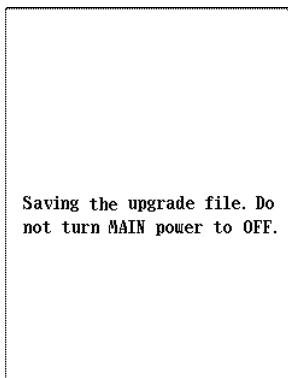 Saving the upgrade file. Do
not turn MAIN power to OFF.